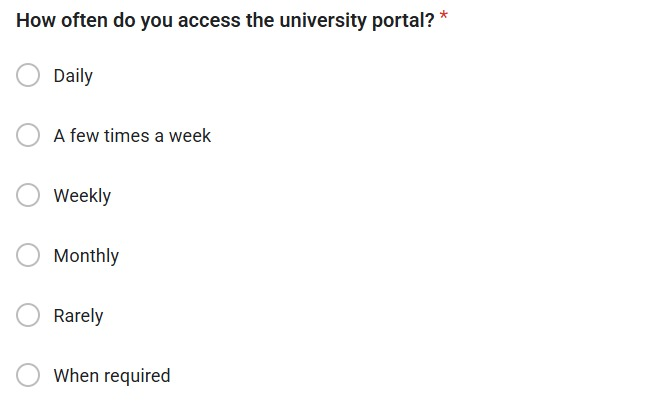 How often do you access the university portal? *
Daily
A few times a week
Weekly
Monthly
Rarely
When required